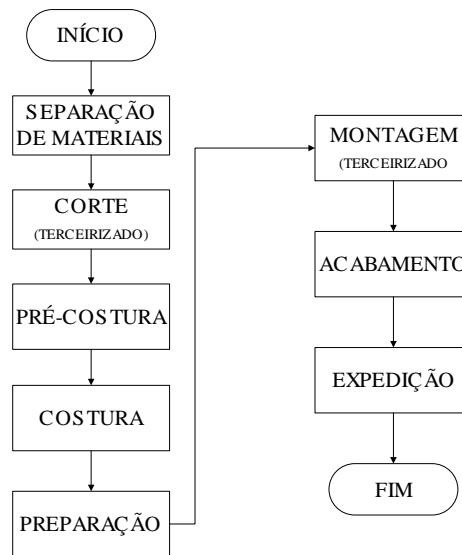 INÍCIO
SEPARAÇÃO
DE MATERIAIS
CORTE
(TERCEIRIZADO)
PRÉ-COSTURA
COSTURA
PREPARAÇÃO
MONTAGEM
(TERCEIRIZADO
ACABAMENTO
EXPEDIÇÃO
FIM